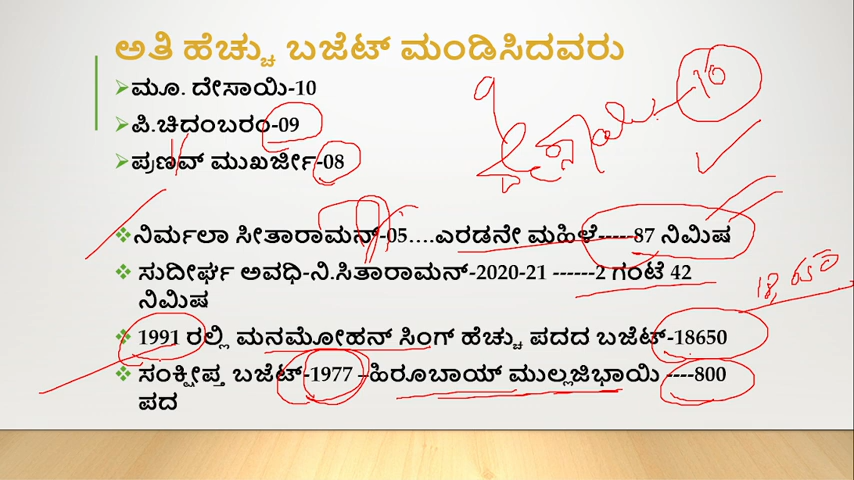 ಅತಿ ಹೆಚ್ಚು ಬಜೆಟ್ ಮಂಡಿಸಿದವರು
ಮೂ. ದೇಸಾಯಿ-10
10
ಪಿ.ಚಿದಂಬರಂ-09
ಪ್ರಣವ್ ಮುಖರ್ಜೀ-08
ನಿರ್ಮಲಾ ಸೀತಾರಾಮನ್-05....ಎರಡನೇ ಮಹಿಳೆ-----87 ನಿಮಿಷ
ಸುದೀರ್ಘ ಅವಧಿ-ನಿ.ಸಿತಾರಾಮನ್-2020-21 ------2 ಗಂಟೆ 42
ನಿಮಿಷ
18,650
1991 ರಲ್ಲಿ ಮನಮೋಹನ್ ಸಿಂಗ್ ಹೆಚ್ಚು ಪದದ ಬಜೆಟ್-18650
ಸಂಕ್ಷಿಪ್ತ ಬಜೆಟ್-1977 –ಹಿರೂಬಾಯ್ ಮುಲ್ಲಜಿಭಾಯಿ ----800
ಪದ